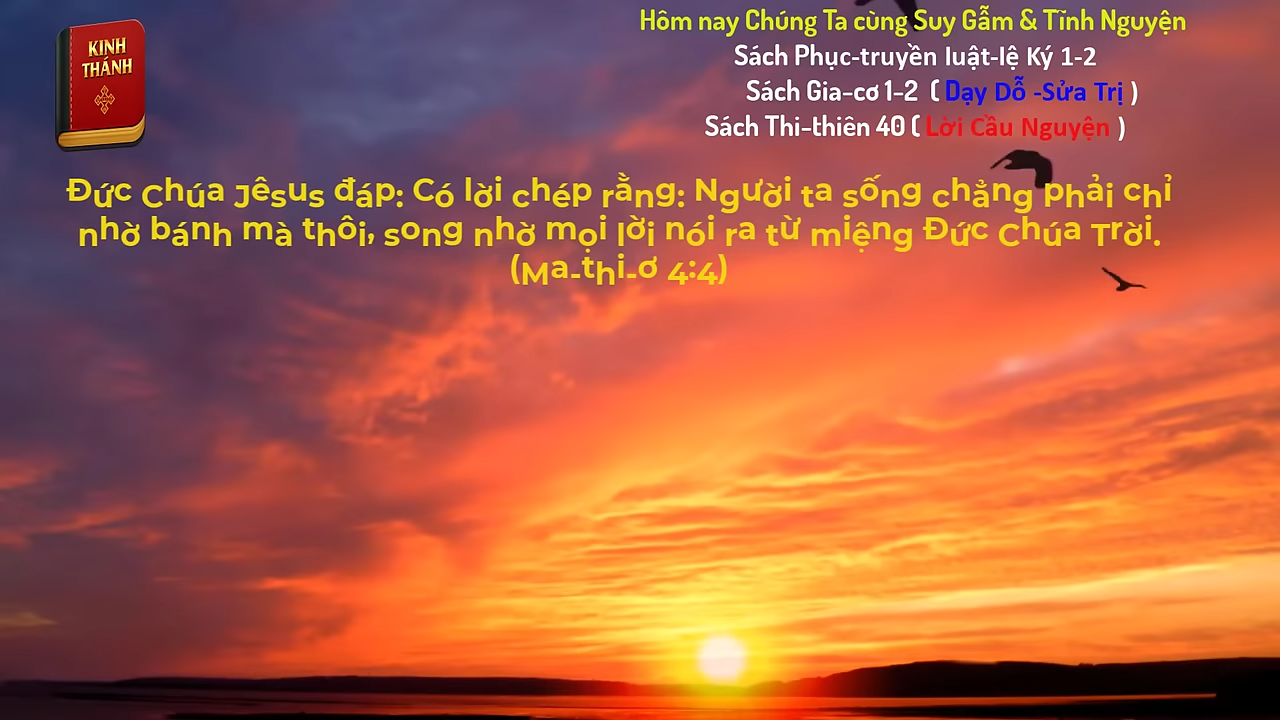 KINH
THÁNH
Hôm nay Chúng Ta cùng Suy Gẫm & Tĩnh Nguyện
Sách Phục-truyền luật-lệ Ký 1-2
Sách Gia-cơ 1-2 ( Dạy Dỗ -Sửa Trị )
Sách Thi-thiên 40 ( Lời Cầu Nguyện )
Đức Chúa Jêsus đáp: Có lời chép rằng: Người ta sống chẳng phải chỉ
nhờ bánh mà thôi, song nhờ mọi lời nói ra từ miệng Đức Chúa Trời.
(Ma-thi-ơ 4:4)